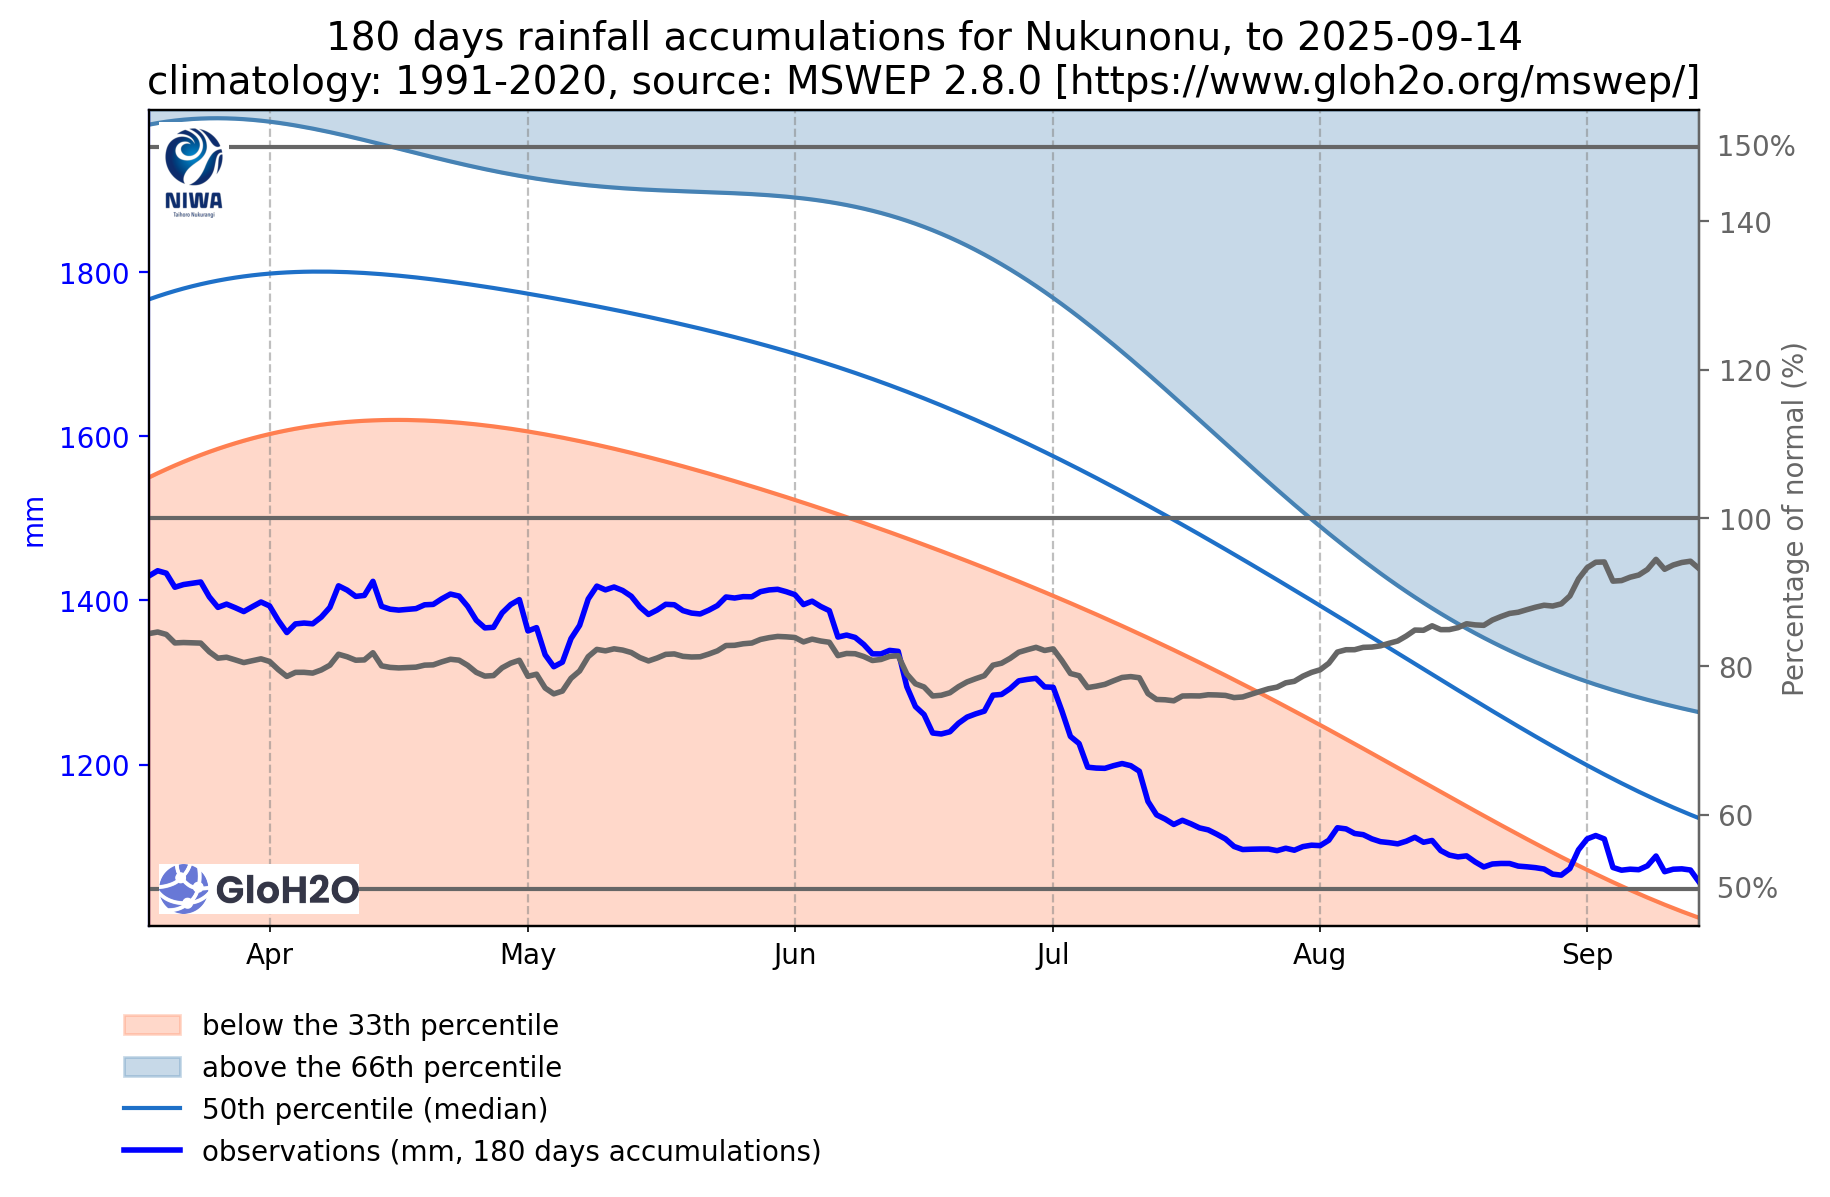 180 days rainfall accumulations for Nukunonu, to 2025-09-14
climatology: 1991-2020, source: MSWEP 2.8.0 [https://www.gloh2o.org/mswep/]
NIWA
Taihoro Nukurangi
1800
1600
1400
1200
mm
150%
140
120
100
80
60
50%
Percentage of normal (%)
GloH2O
Apr
May
Jun
Jul
Aug
Sep
below the 33th percentile
above the 66th percentile
50th percentile (median)
observations (mm, 180 days accumulations)